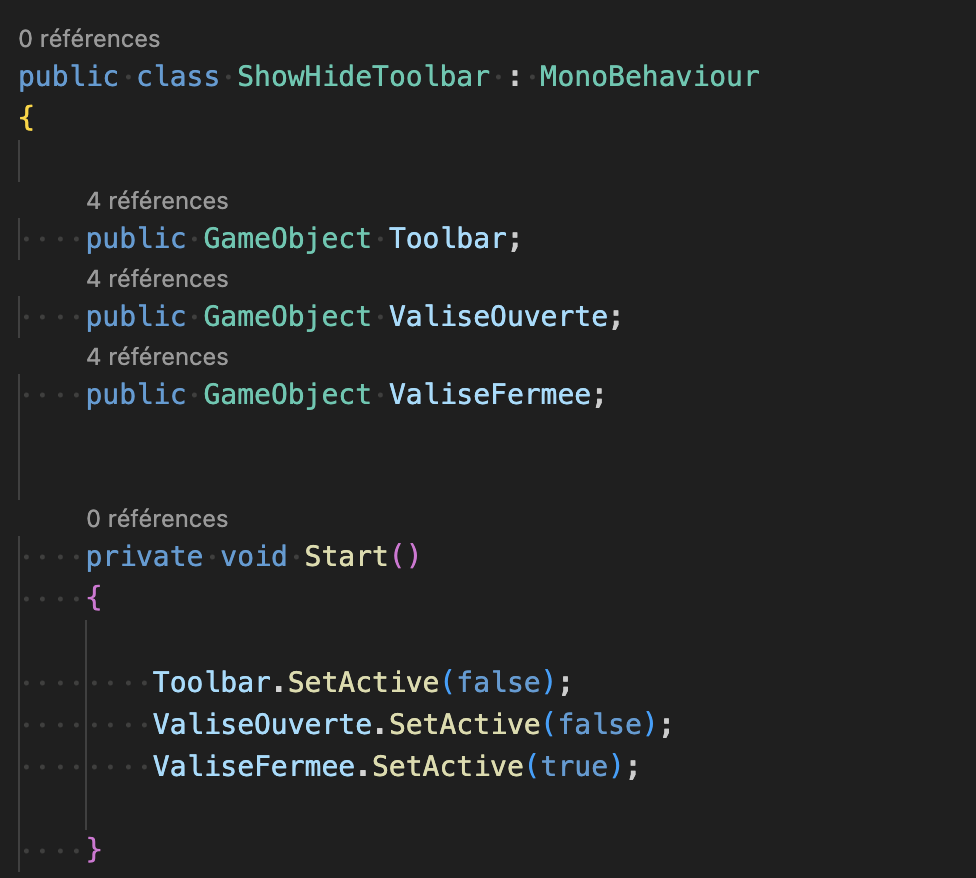 0 références
public class ShowHideToolbar : MonoBehaviour
{
4 références
public GameObject Toolbar;
4 références
public GameObject ValiseOuverte;
4 références
public GameObject ValiseFermee;
0 références
private void Start()
{
Toolbar.SetActive(false);
ValiseOuverte.SetActive(false);
ValiseFermee.SetActive(true);
}